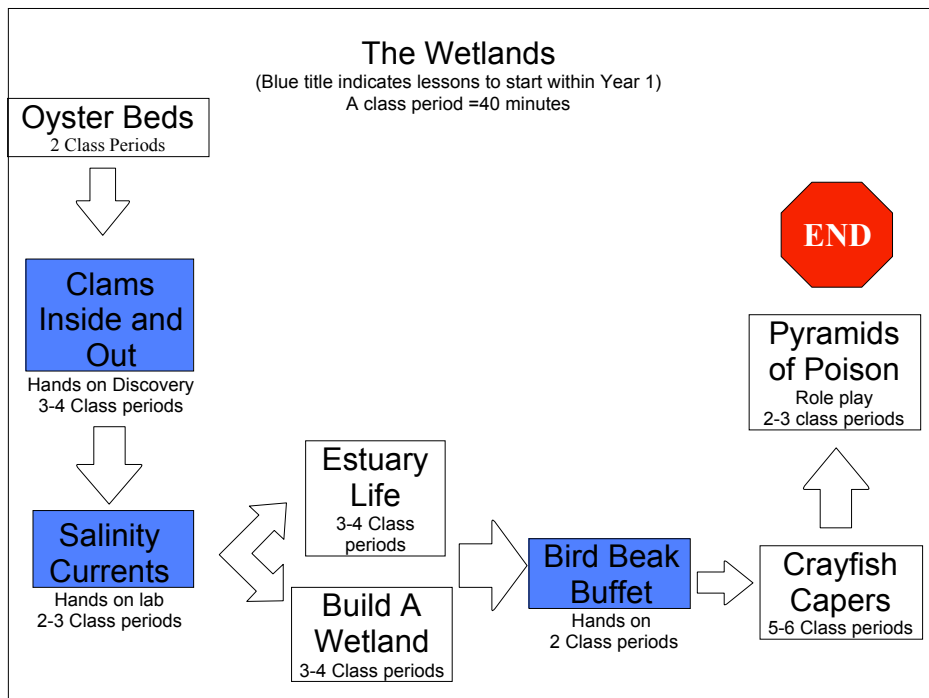 The Wetlands
(Blue title indicates lessons to start within Year 1)
A class period =40 minutes
Oyster Beds
2 Class Periods
Clams
Inside and
Out
Hands on Discovery
3-4 Class periods
Salinity
Currents
Hands on lab
2-3 Class periods
Estuary
Life
3-4 Class
periods
Build A
Wetland
3-4 Class periods
Bird Beak
Buffet
Hands on
2 Class periods
Crayfish
Capers
5-6 Class periods
Pyramids
of Poison
Role play
2-3 class periods
END